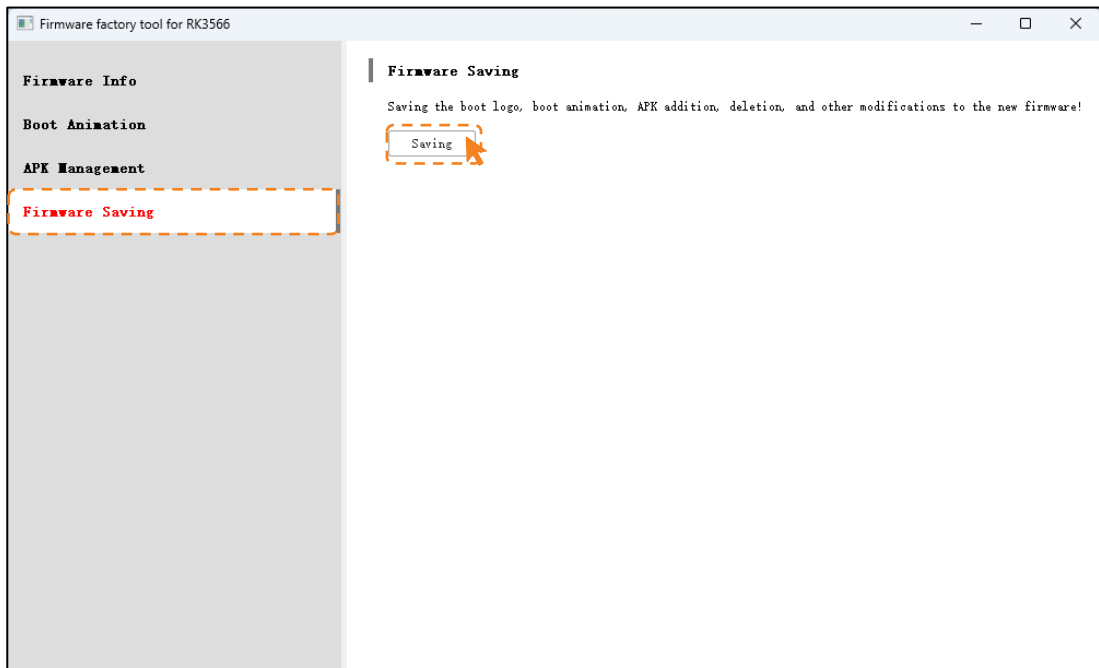 Firmware factory tool for RK3566
Firmware Info
Boot Animation
APK Management
Firmware Saving
Firmware Saving
Saving the boot logo, boot animation, APK addition, deletion, and other modifications to the new firmware!
Saving